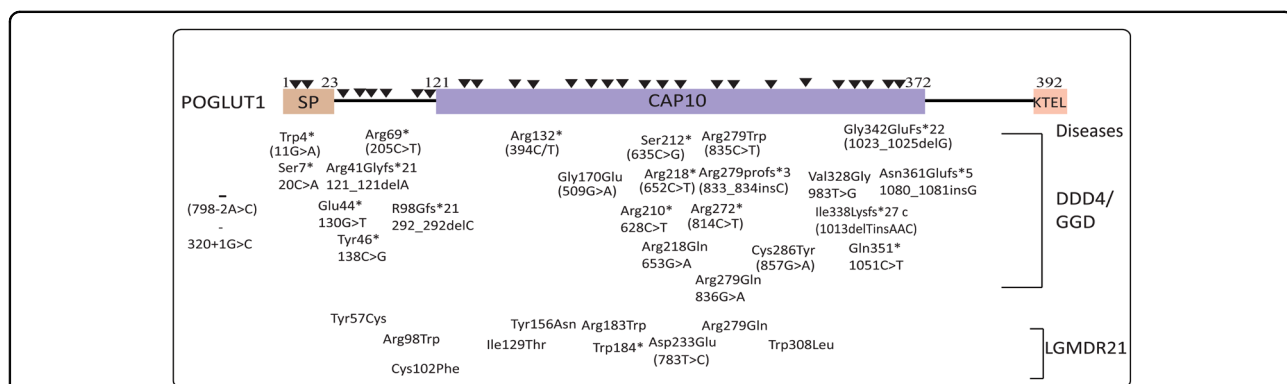 1 23 121 372 392
POGLUT1 SP CAP10 KTEL
Diseases
Trp4*
(11G>A)
Ser7*
20C>A
Arg69*
(205C>T)
Arg41Glyfs*21
121_121delA
Glu44*
130G>T
Tyr46*
138C>G
R98Gfs*21
292_292delC
-
(798-2A>C)
-
320+1G>C
Arg132*
(394C/T)
Gly170Glu
(509G>A)
Ser212*
(635C>G)
Arg218*
(652C>T)
Arg210*
628C>T
Arg218Gln
653G>A
Arg279Trp
(835C>T)
Arg279profs*3
(833_834insC)
Arg272*
(814C>T)
Cys286Tyr
(857G>A)
Arg279Gln
836G>A
Gly342GluFs*22
(1023_1025delG)
Val328Gly
983T>G
Asn361Glufs*5
1080_1081insG
Ile338Lysfs*27 c
(1013delTinsAAC)
Gln351*
1051C>T
DDD4/
GGD
Tyr57Cys
Arg98Trp
Cys102Phe
Ile129Thr
Tyr156Asn
Arg183Trp
Trp184*
Asp233Glu
(783T>C)
Arg279Gln
Trp308Leu
LGMDR21